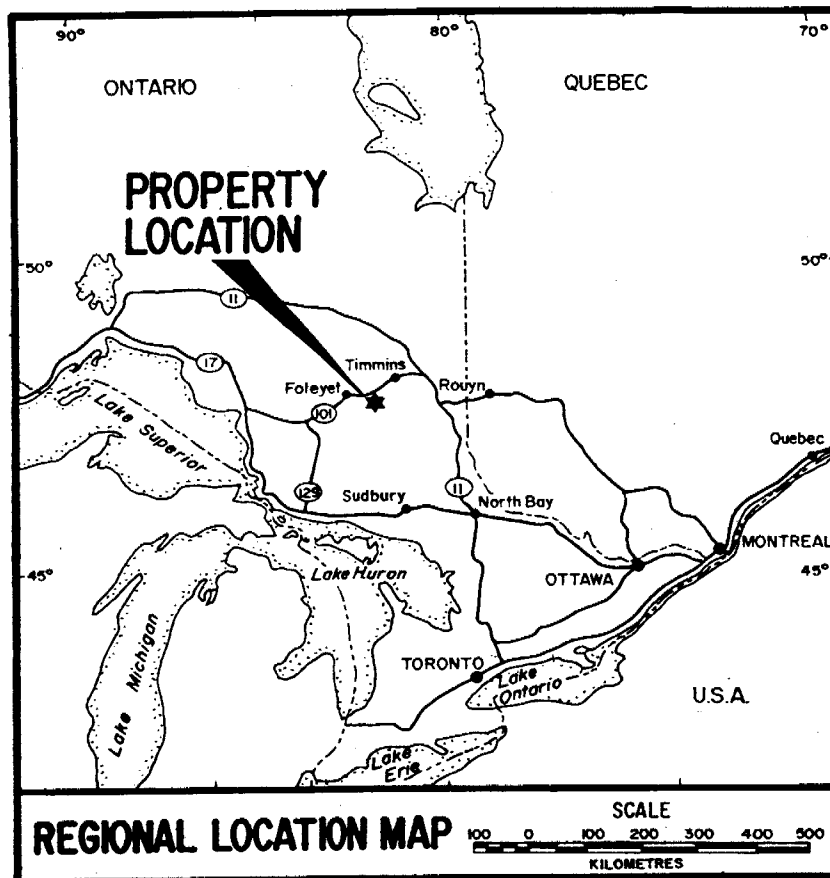 90°
80°
70°
ONTARIO
QUEBEC
PROPERTY
LOCATION
50°
50°
11
17
Timmins
Foleyet
Rouyn
101
Lake Superior
Quebec
129
Sudbury
11
North Bay
MONTREAL
OTTAWA
45°
Lake Huron
45°
Lake Michigan
TORONTO
Lake
Ontario
U.S.A.
Lake
Erie
REGIONAL LOCATION MAP
SCALE
100 0 100 200 300 400 500
KILOMETRES